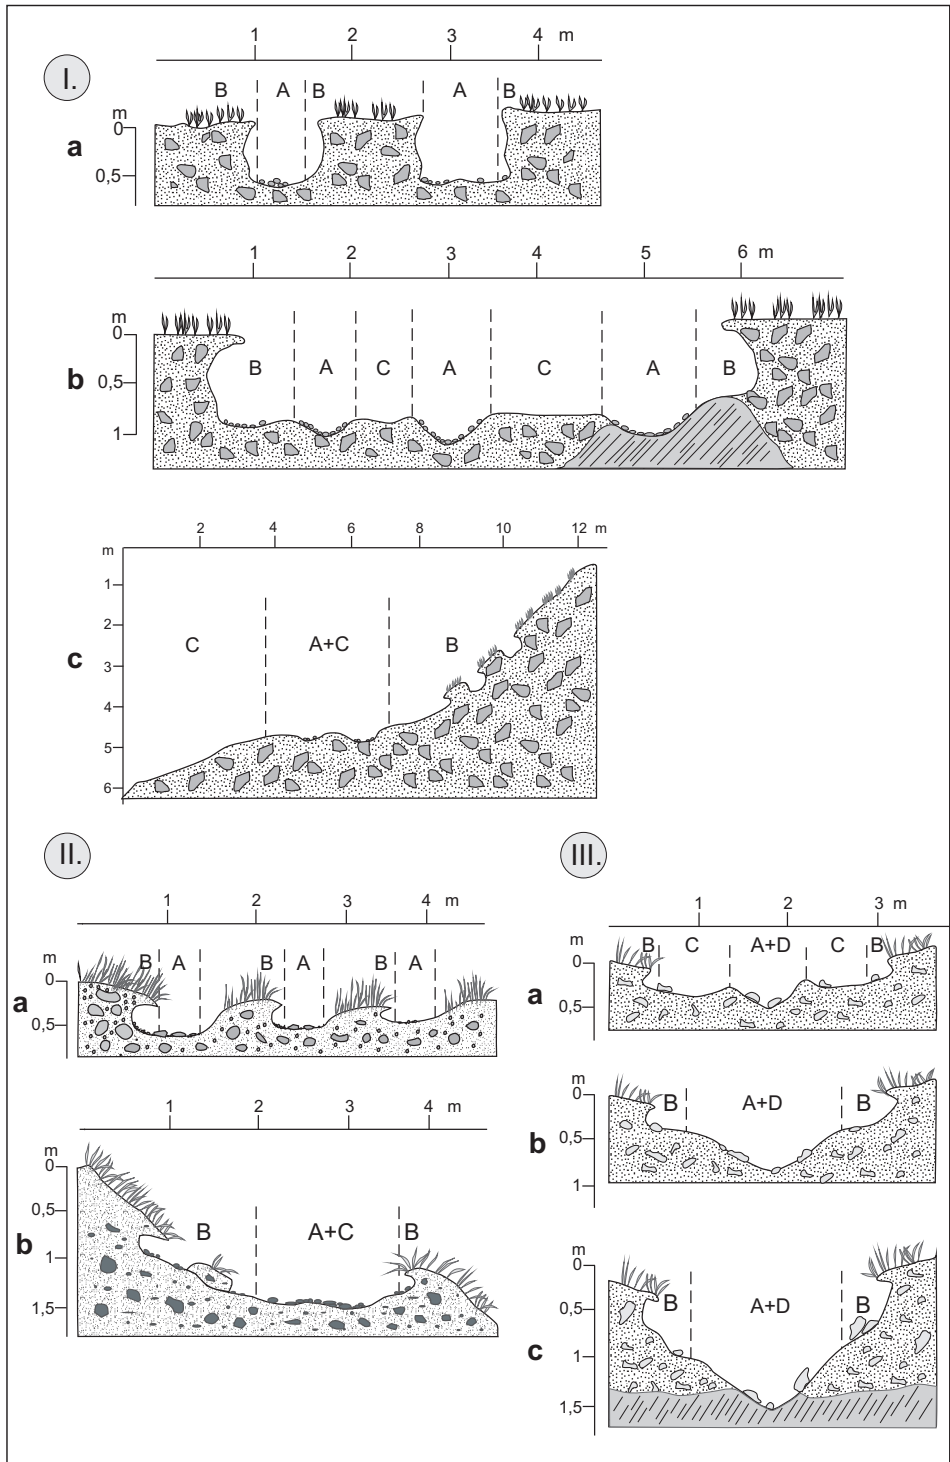 1 2 3 4 m
I.
B A B A B
m
0
a
0,5
1 2 3 4 5 6 m
m
0
B A C A C A B
b 0,5
1
2 4 6 8 10 12 m
m
1
2
C A+C B
c 3
4
5
6
II.
1 2 3 4 m
m
B A B A B A
0
a
0,5
1 2 3 4 m
m
0
0,5
b B A+C B
1
1,5
III.
1 2 3 m
m
B C A+D C B
0
a
0,5
m
0
B A+D B
b 0,5
1
m
0
B A+D B
0,5
c 1
1,5